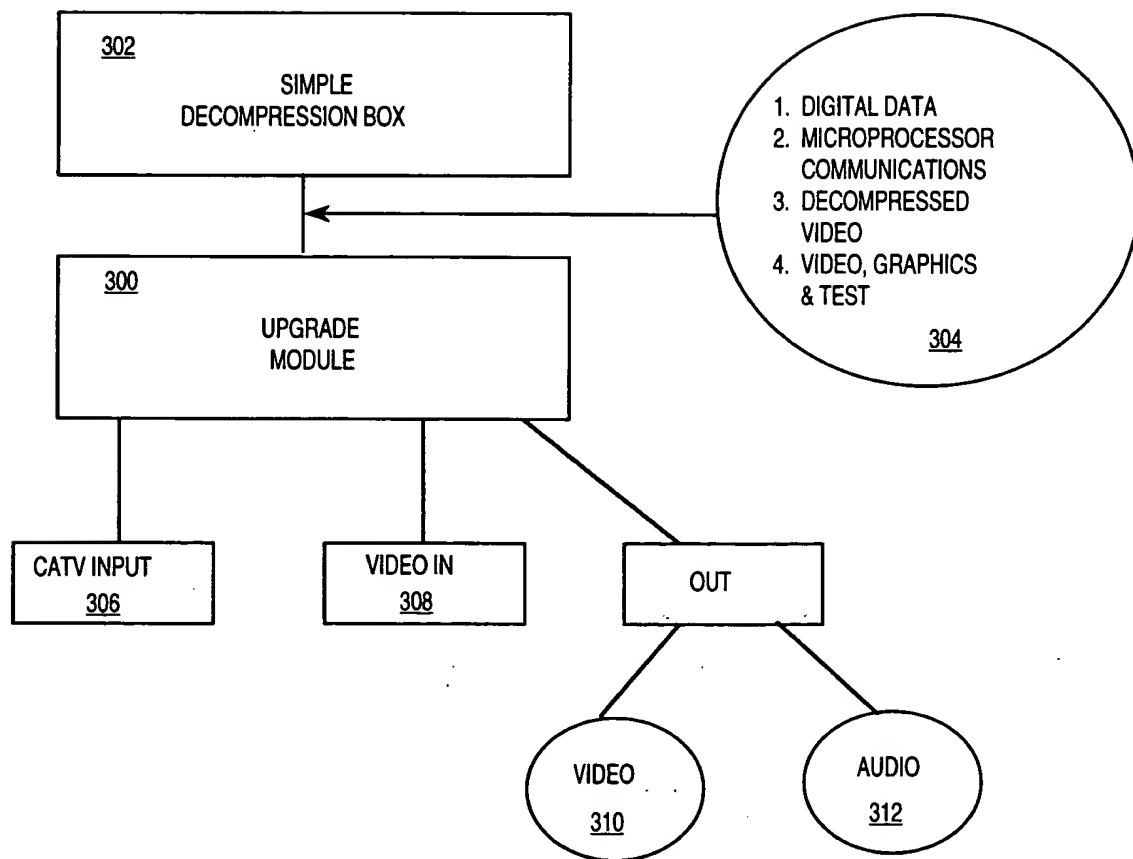 302
SIMPLE
DECOMPRESSION BOX
1. DIGITAL DATA
2. MICROPROCESSOR
COMMUNICATIONS
3. DECOMPRESSED
VIDEO
4. VIDEO, GRAPHICS
& TEST
304
300
UPGRADE
MODULE
CATV INPUT
306
VIDEO IN
308
OUT
VIDEO
310
AUDIO
312